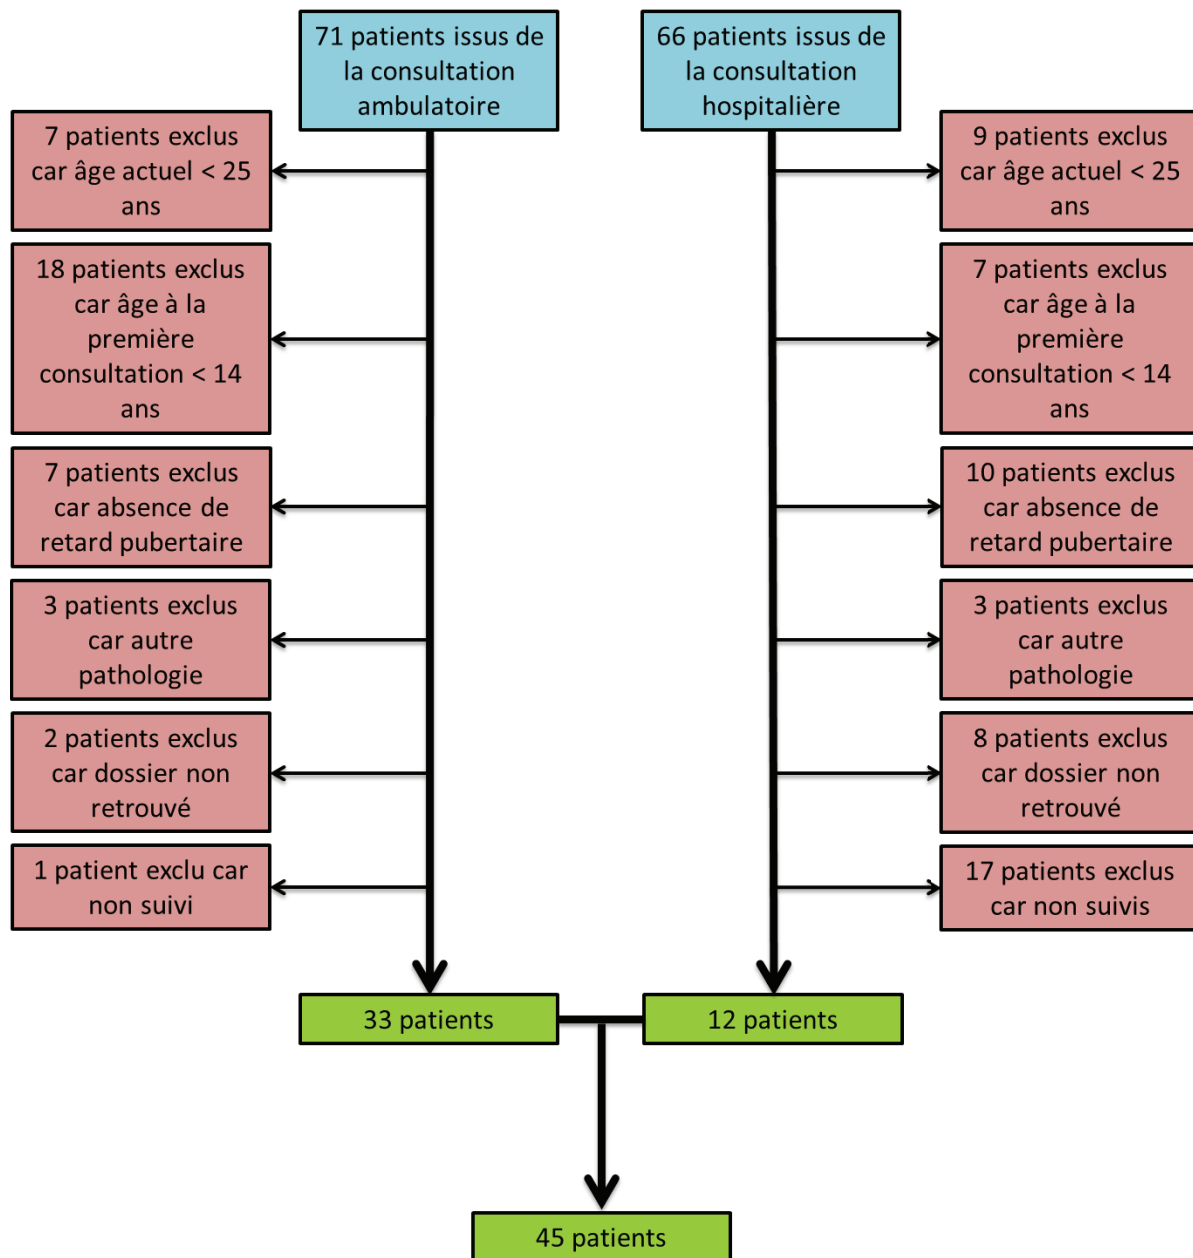 71 patients issus de
la consultation
ambulatoire
66 patients issus de
la consultation
hospitalière
7 patients exclus
car âge actuel < 25
ans
9 patients exclus
car âge actuel < 25
ans
18 patients exclus
car âge à la
première
consultation < 14
ans
7 patients exclus
car âge à la
première
consultation < 14
ans
7 patients exclus
car absence de
retard pubertaire
10 patients exclus
car absence de
retard pubertaire
3 patients exclus
car autre
pathologie
3 patients exclus
car autre
pathologie
2 patients exclus
car dossier non
retrouvé
8 patients exclus
car dossier non
retrouvé
1 patient exclu car
non suivi
17 patients exclus
car non suivis
33 patients
12 patients
45 patients